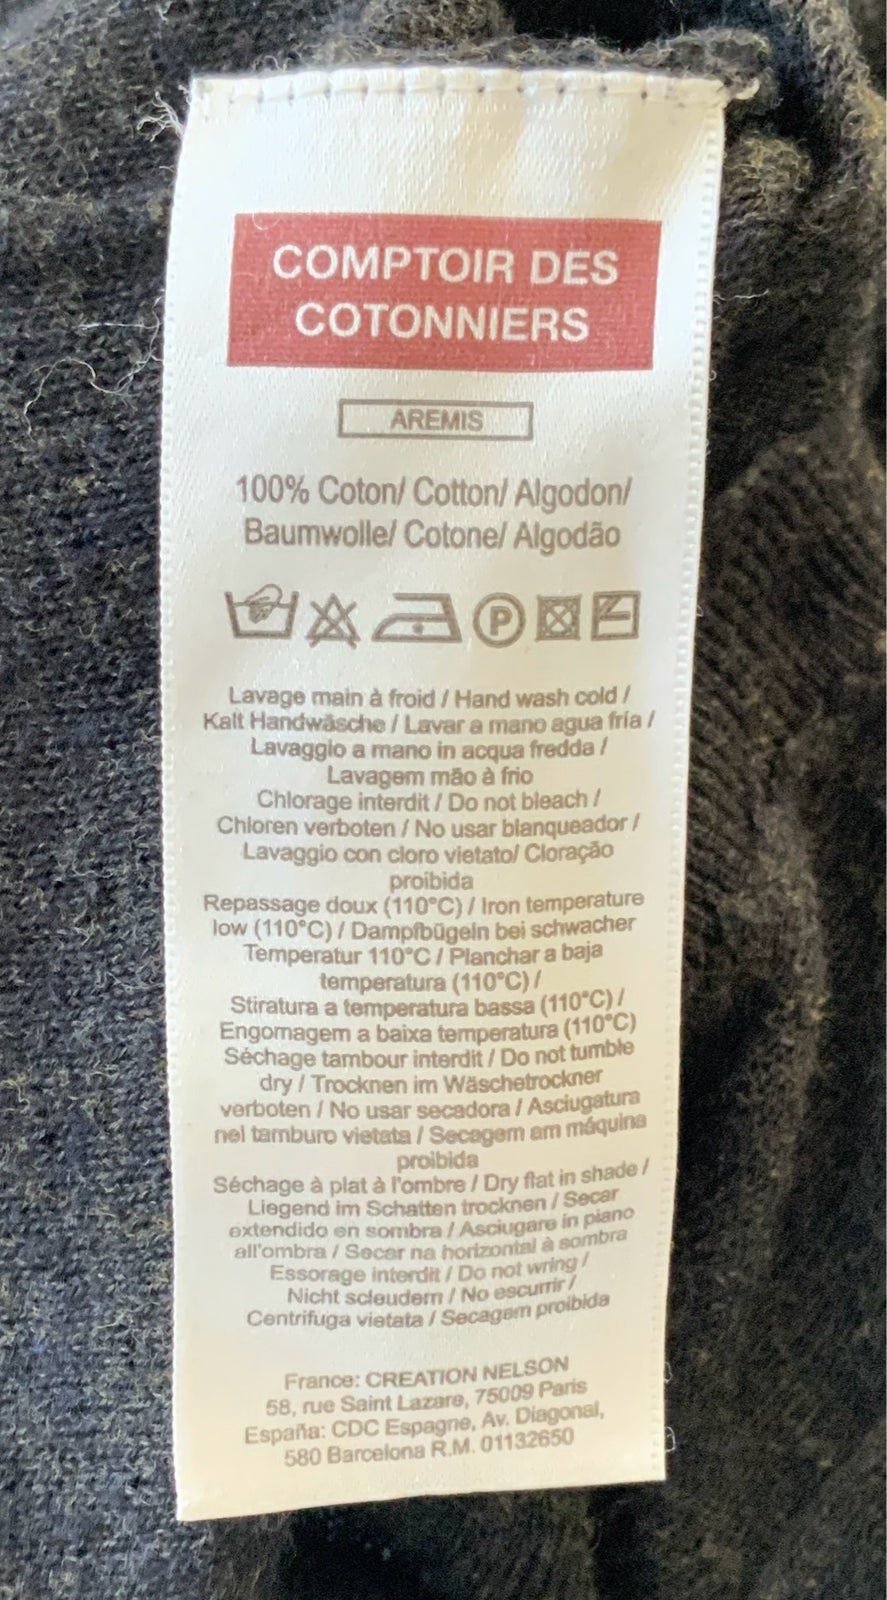 COMPTOIR DES
COTONNIERS
AREMIS
100% Coton/ Cotton/ Algodon/
Baumwolle/ Cotone/ Algodão
P
Lavage main à froid / Hand wash cold /
Kalt Handwäsche / Lavar a mano agua fría /
Lavaggio a mano in acqua fredda /
Lavagem mão à frio
Chlorage interdit / Do not bleach /
Chloren verboten / No usar blanqueador /
Lavaggio con cloro vietato/ Cloração
proibida
Repassage doux (110°C) / Iron temperature
low (110°C) / Dampfbügeln bei schwacher
Temperatur 110°C / Planchar a baja
temperatura (110°C) /
Stiratura a temperatura bassa (110°C) /
Engomagem a baixa temperatura (110°C)
Séchage tambour interdit / Do not tumble
dry / Trocknen im Wäschetrockner
verboten / No usar secadora / Asciugatura
nel tamburo vietata / Secagem am máquina
proibida
Séchage à plat à l'ombre / Dry flat in shade /
Liegend im Schatten trocknen / Secar
extendido en sombra / Asciugare in piano
all'ombra / Secar na horizontal à sombra
Essorage interdit / Do not wring /
Nicht scleudern / No escurrir /
Centrifuga vietata / Secagem proibida
France: CREATION NELSON
58, rue Saint Lazare, 75009 Paris
España: CDC Espagne, Av. Diagonal,
580 Barcelona R.M. 01132650